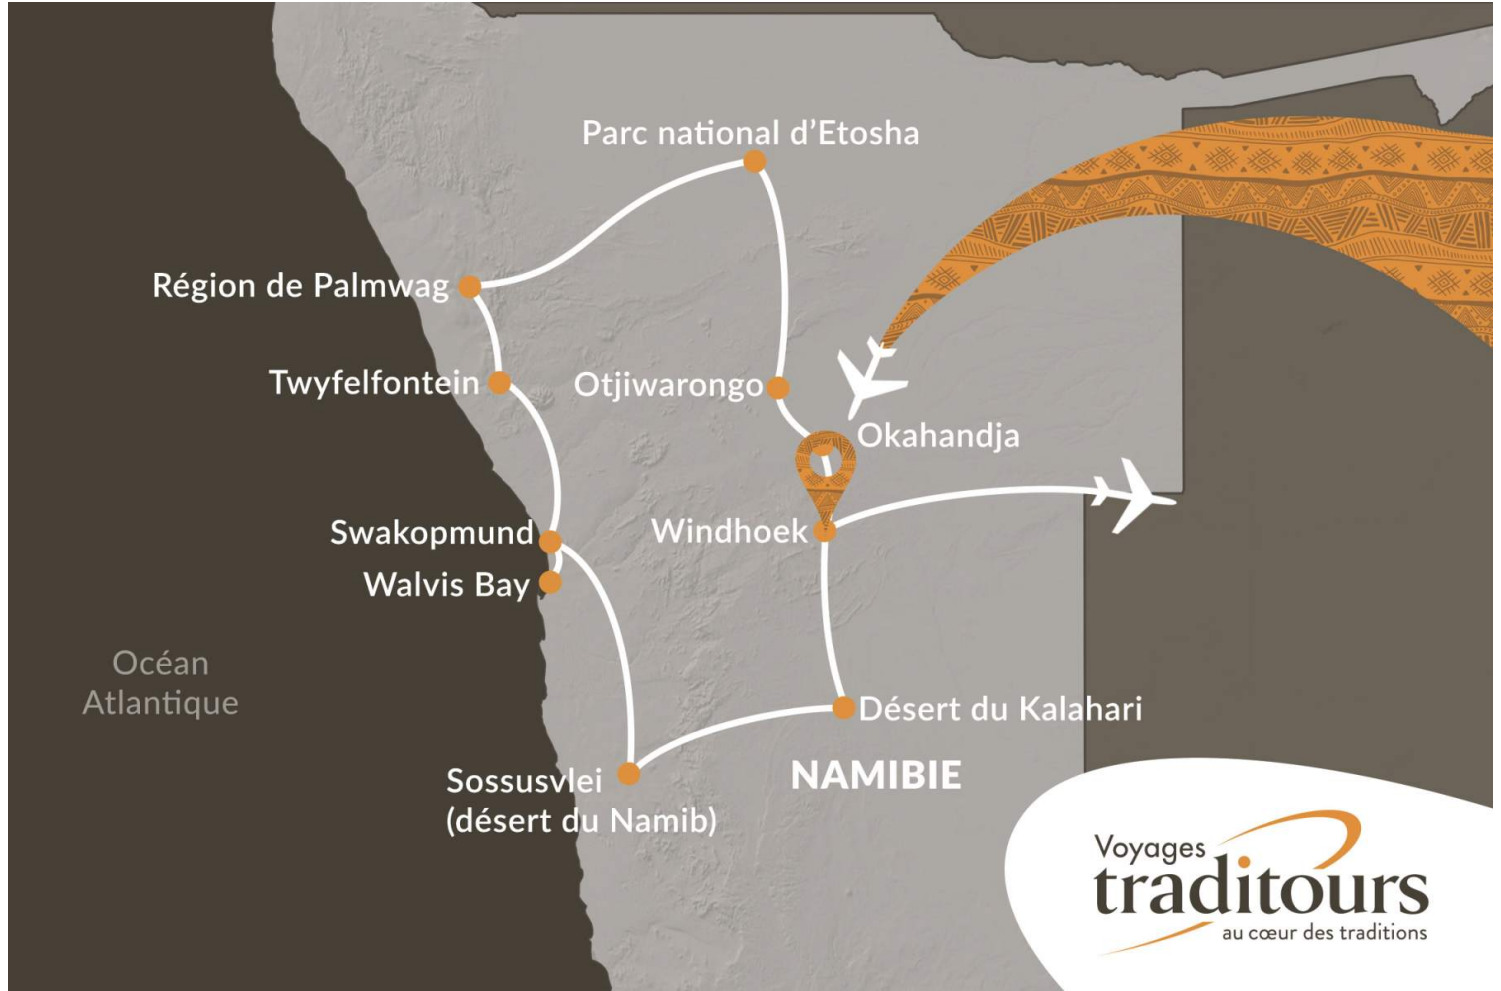 Parc national d’Etosha
Région de Palmwag
Twyfelfontein
Otjiwarongo
Okahandja
Swakopmund
Windhoek
Walvis Bay
Océan
Atlantique
Désert du Kalahari
NAMIBIE
Sossusvlei
(désert du Namib)
Voyages
traditours
au cœur des traditions